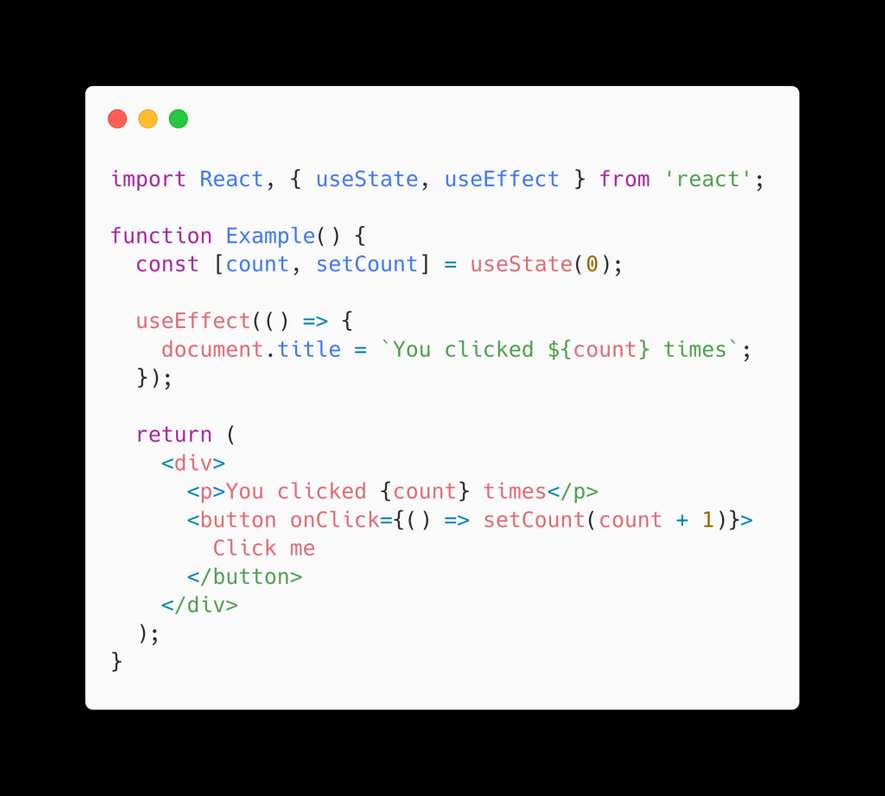 import React, { useState, useEffect } from 'react';
function Example() {
  const [count, setCount] = useState(0);
  useEffect(() => {
    document.title = `You clicked ${count} times`;
  });
  return (
    <div>
      <p>You clicked {count} times</p>
      <button onClick={() => setCount(count + 1)}>
        Click me
      </button>
    </div>
  );
}